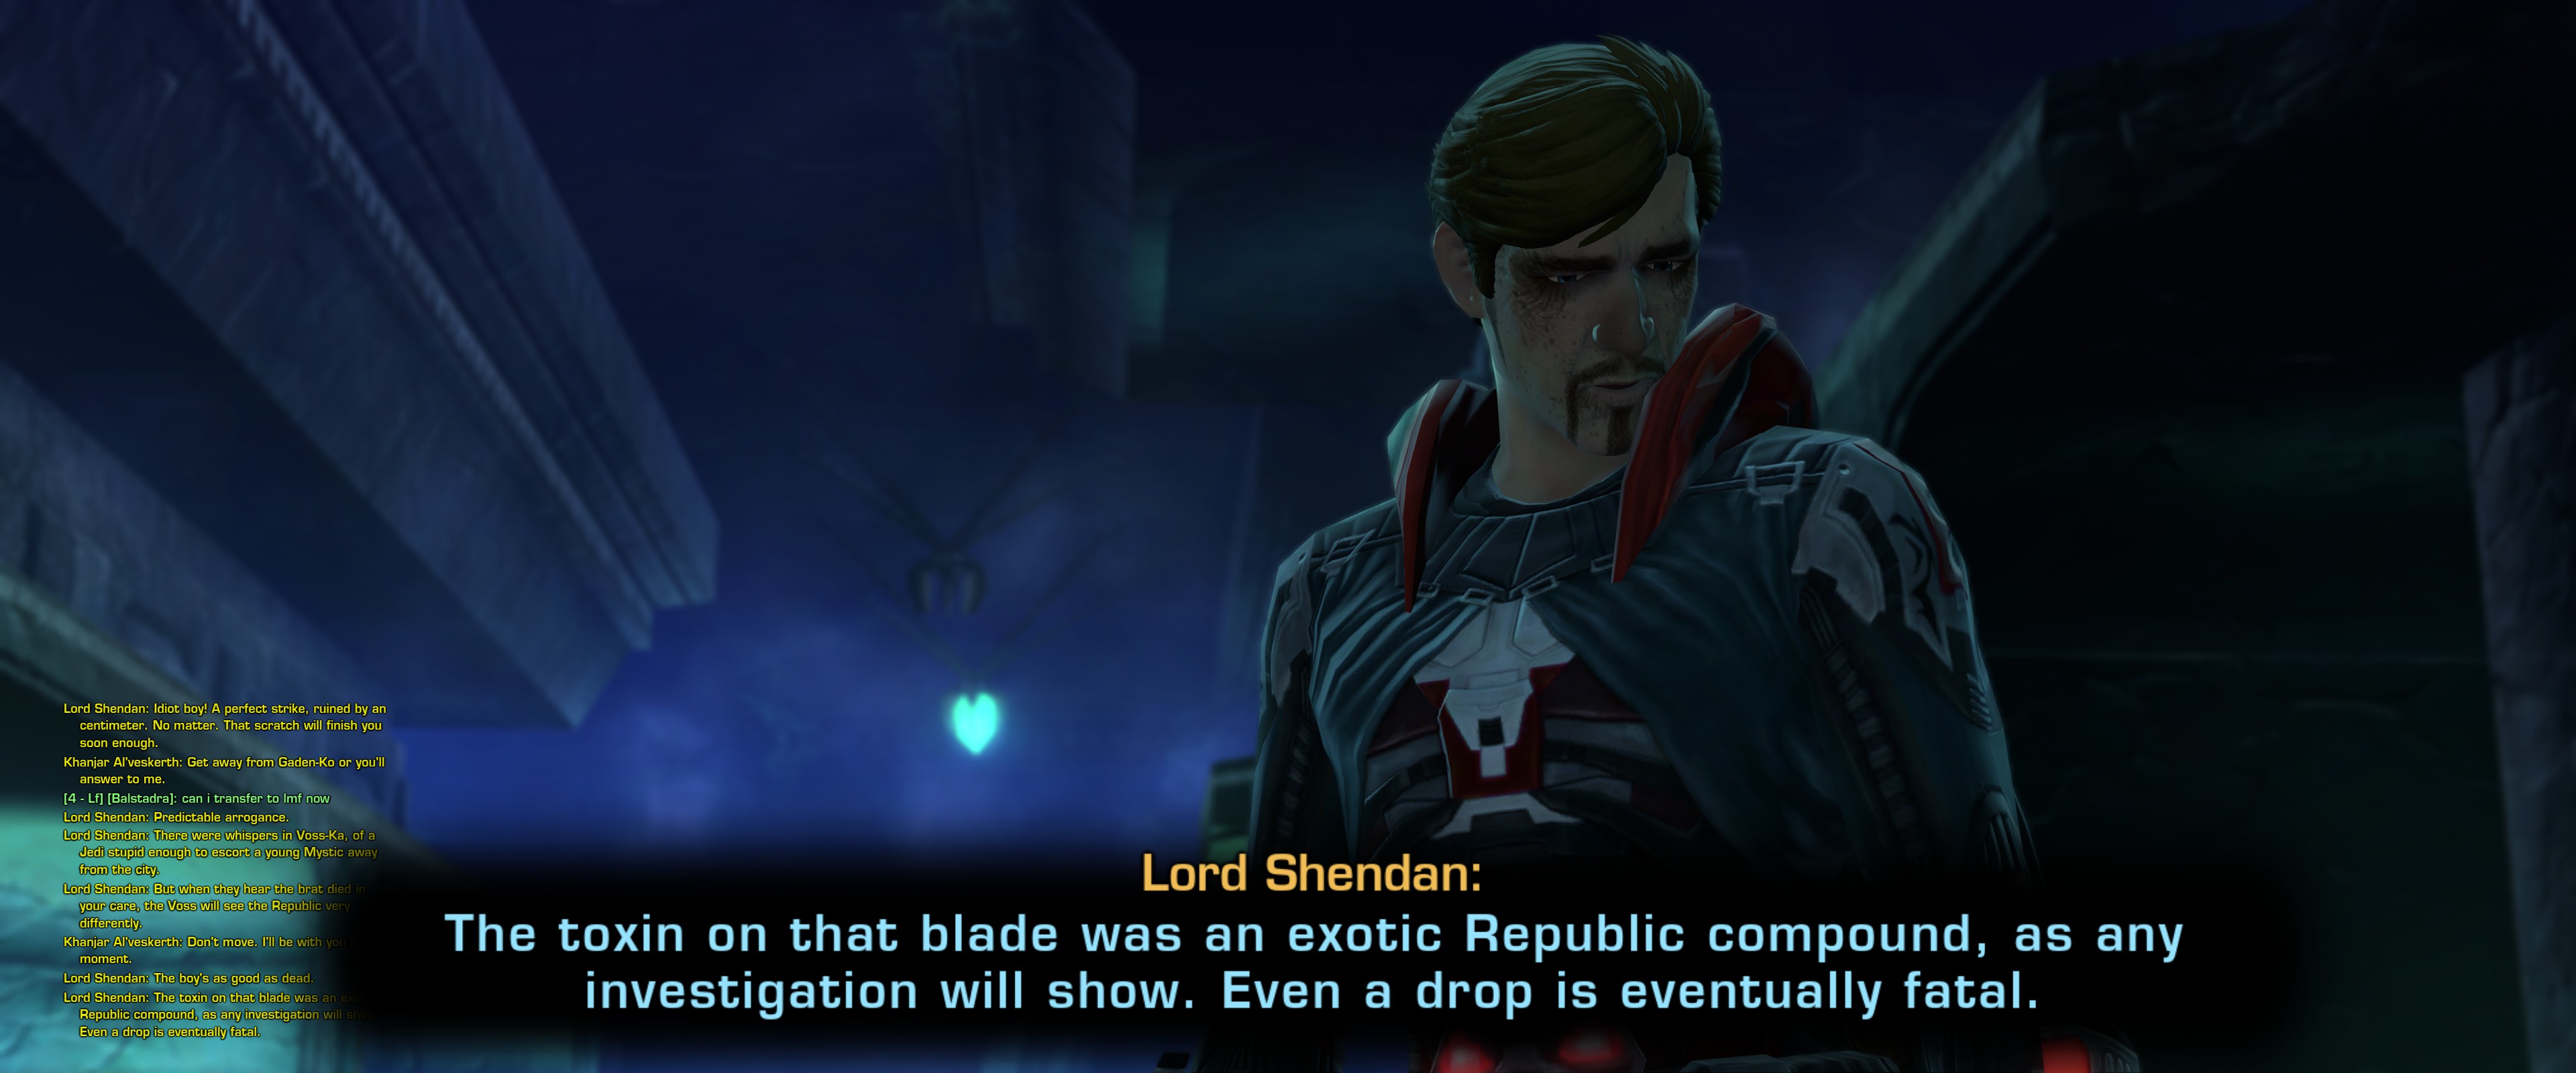 Lord Shendan: Idiot boy! A perfect strike, ruined by an
centimeter. No matter. That scratch will finish you
soon enough.
Khanjar Al'veskerth: Get away from Gaden-Ko or you'll
answer to me.
[4 - Lf] [Balstadra]: can i transfer to lmf now
Lord Shendan: Predictable arrogance.
Lord Shendan: There were whispers in Voss-Ka, of a
Jedi stupid enough to escort a young Mystic away
from the city.
Lord Shendan: But when they hear the brat died in
your care, the Voss will see the Republic very
differently.
Khanjar Al'veskerth: Don't move. I'll be with you
moment.
Lord Shendan: The boy's as good as dead.
Lord Shendan: The toxin on that blade was an
Republic compound, as any investigation will
Even a drop is eventually fatal.
Lord Shendan:
The toxin on that blade was an exotic Republic compound, as any
investigation will show. Even a drop is eventually fatal.